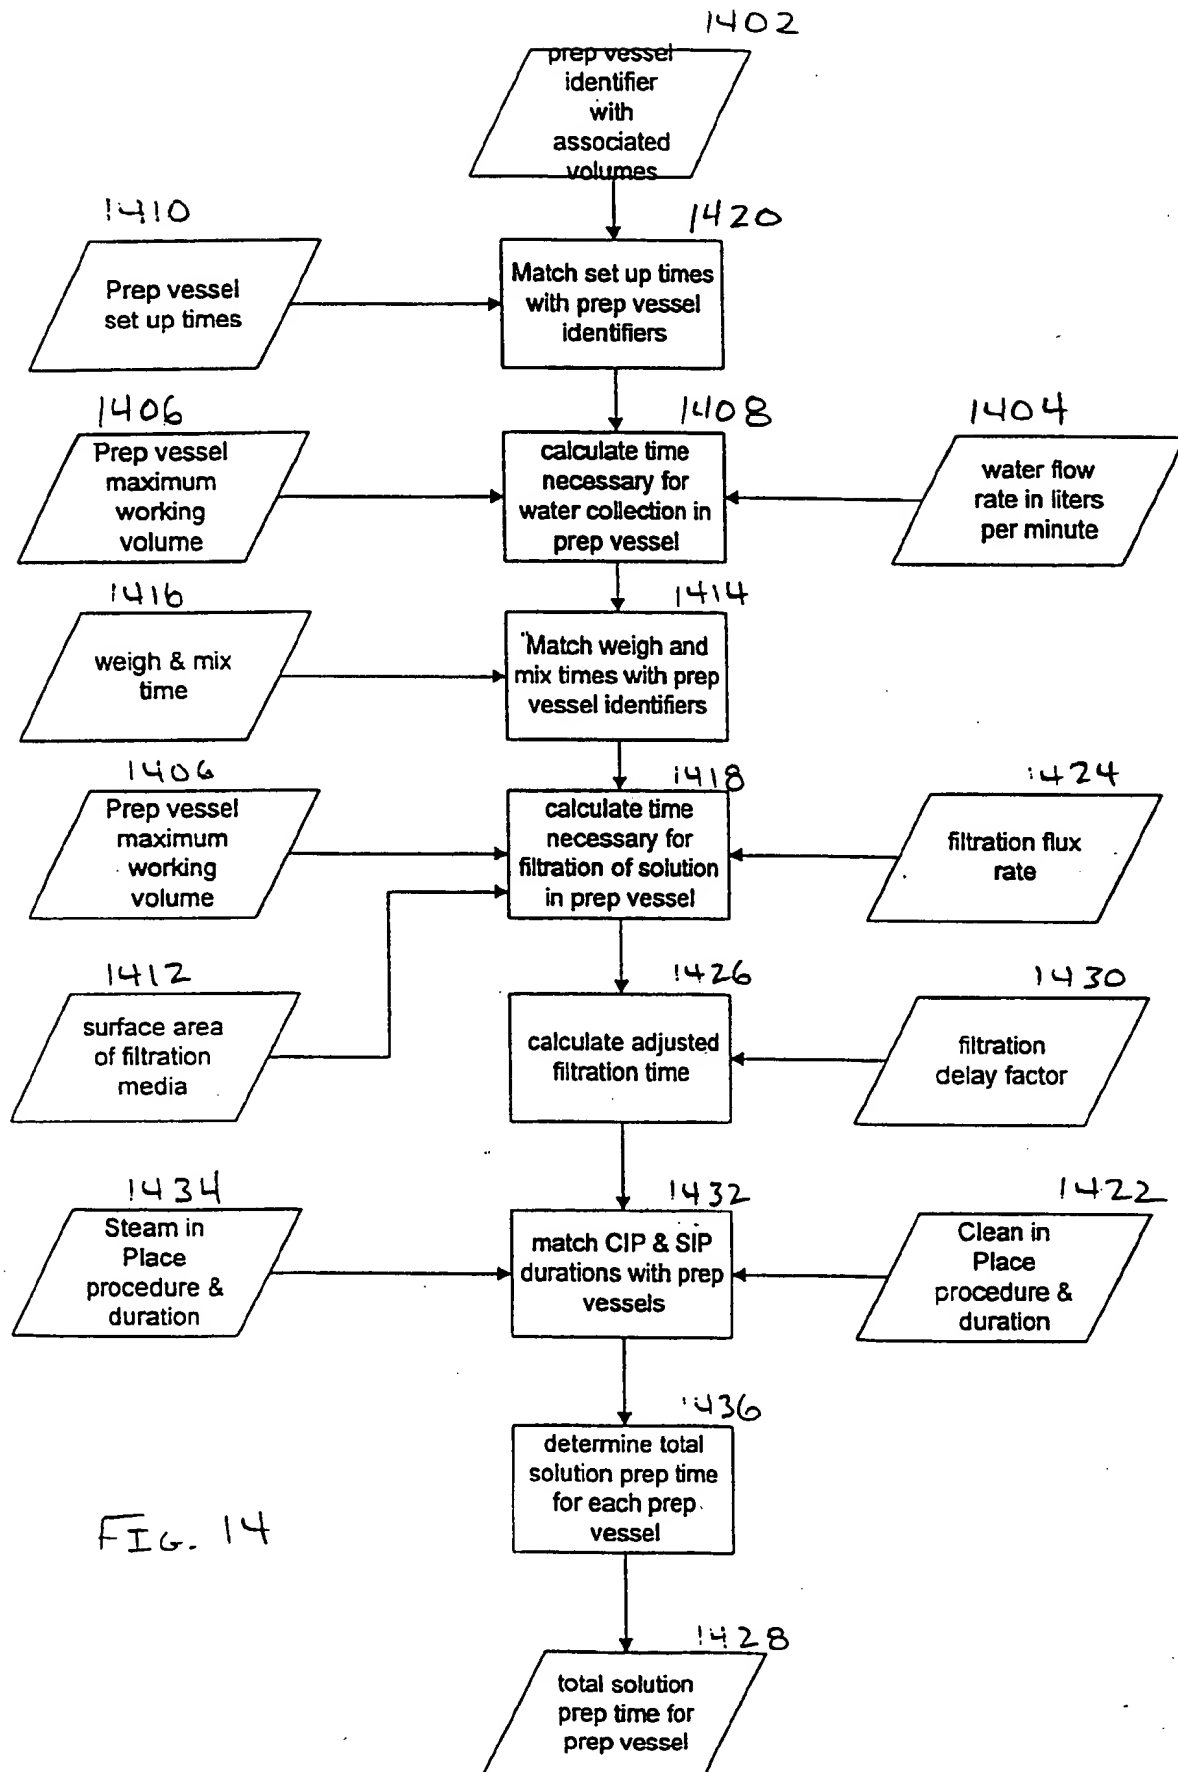 1402
prep vessel
identifier
with
associated
volumes
1410
Prep vessel
set up times
1420
Match set up times
with prep vessel
identifiers
1406
Prep vessel
maximum
working
volume
1408
calculate time
necessary for
water collection in
prep vessel
1404
water flow
rate in liters
per minute
1416
weigh & mix
time
1414
Match weigh and
mix times with prep
vessel identifiers
1406
Prep vessel
maximum
working
volume
1418
calculate time
necessary for
filtration of solution
in prep vessel
1424
filtration flux
rate
1412
surface area
of filtration
media
1426
calculate adjusted
filtration time
1430
filtration
delay factor
1434
Steam in
Place
procedure &
duration
1432
match CIP & SIP
durations with prep
vessels
1422
Clean in
Place
procedure &
duration
1436
determine total
solution prep time
for each prep
vessel
FIG. 14
1428
total solution
prep time for
prep vessel